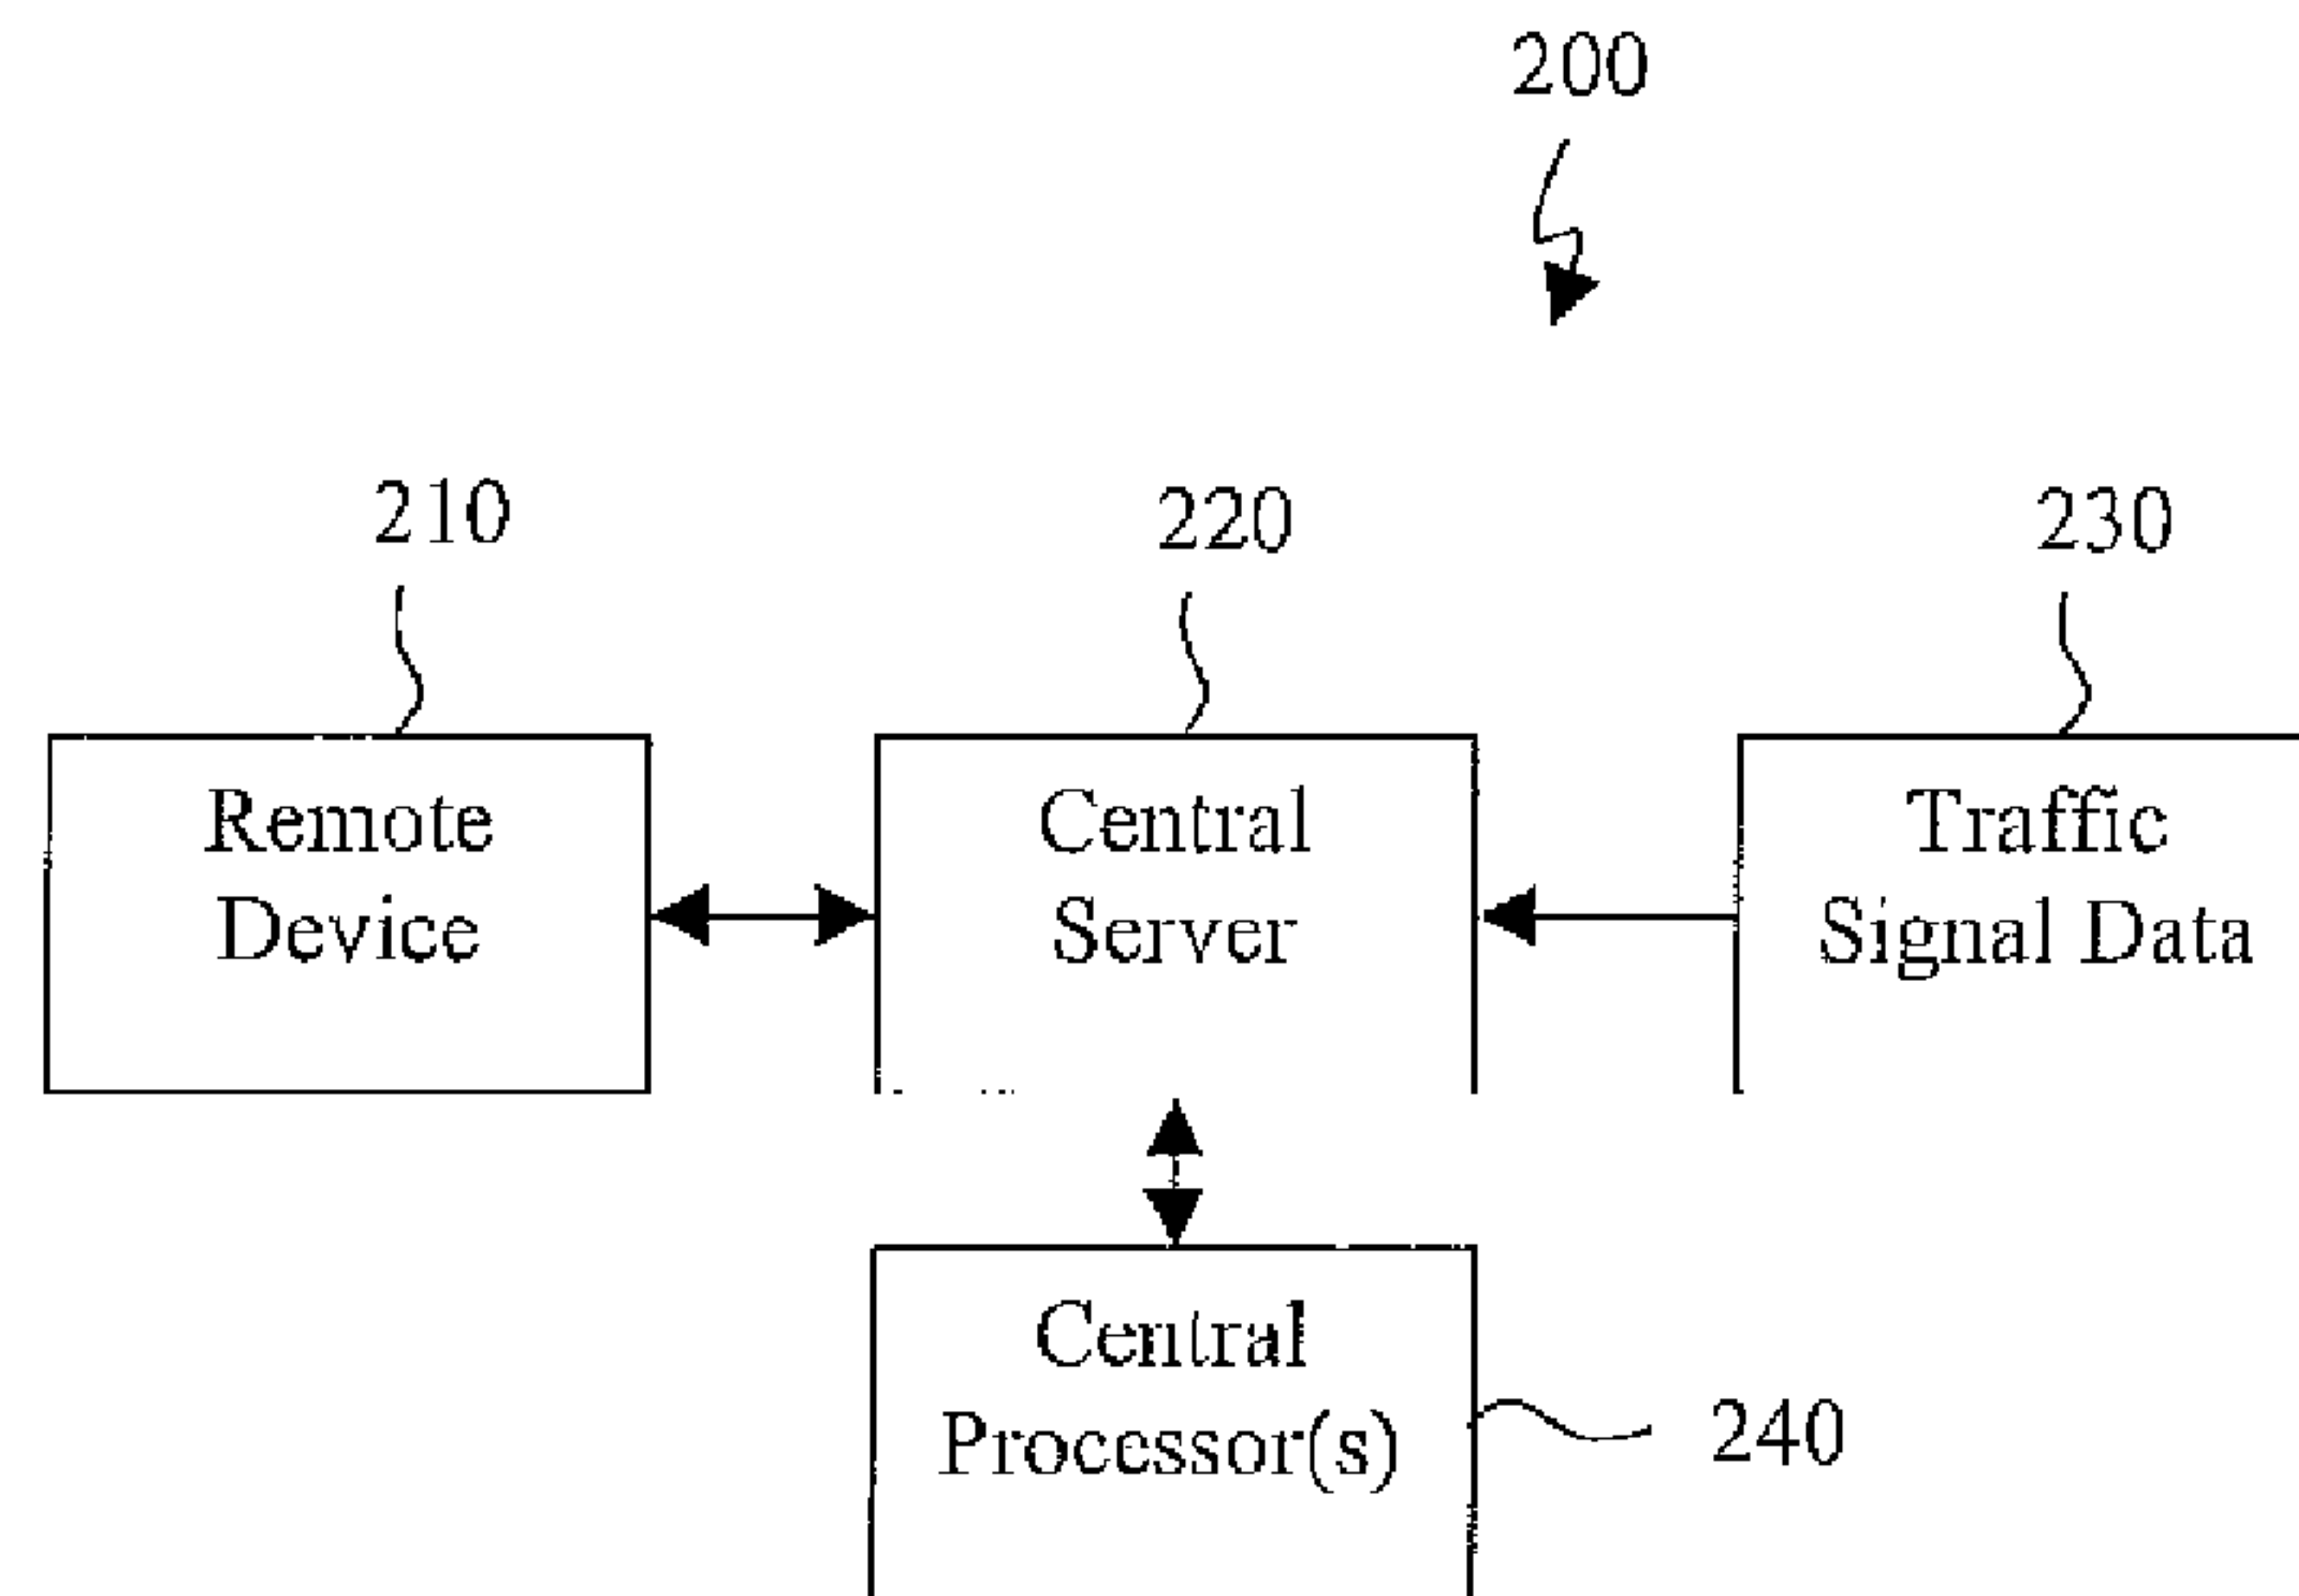 200
210
220
230
Remote
Device
Central
Server
Traffic
Signal Data
Central
Processor(s)
240